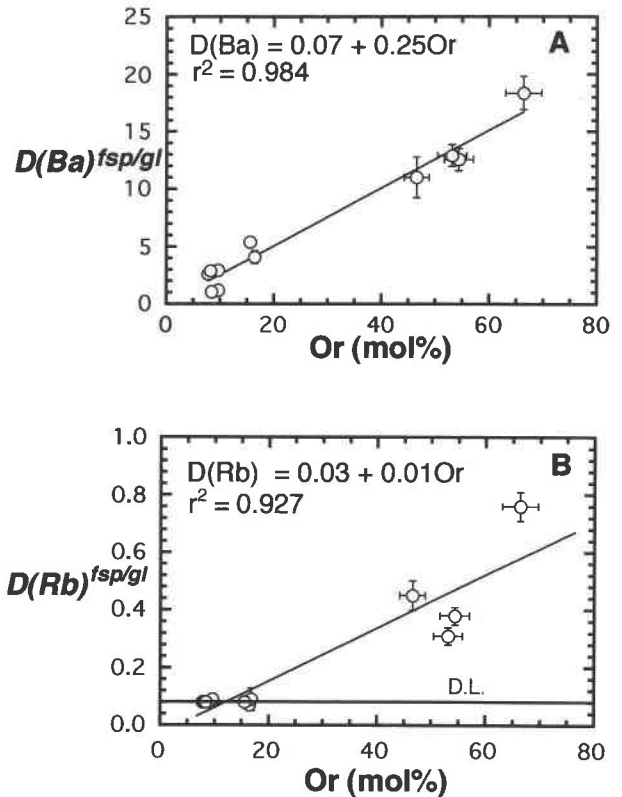 25
D(Ba) = 0.07 + 0.25Or A
r² = 0.984
20
15
D(Ba)fsp/gl
10
5
0
0 20 40 60 80
Or (mol%)
1.0
D(Rb) = 0.03 + 0.01Or B
r² = 0.927
0.8
0.6
D(Rb)fsp/gl
0.4
0.2
D.L.
0.0
0 20 40 60 80
Or (mol%)